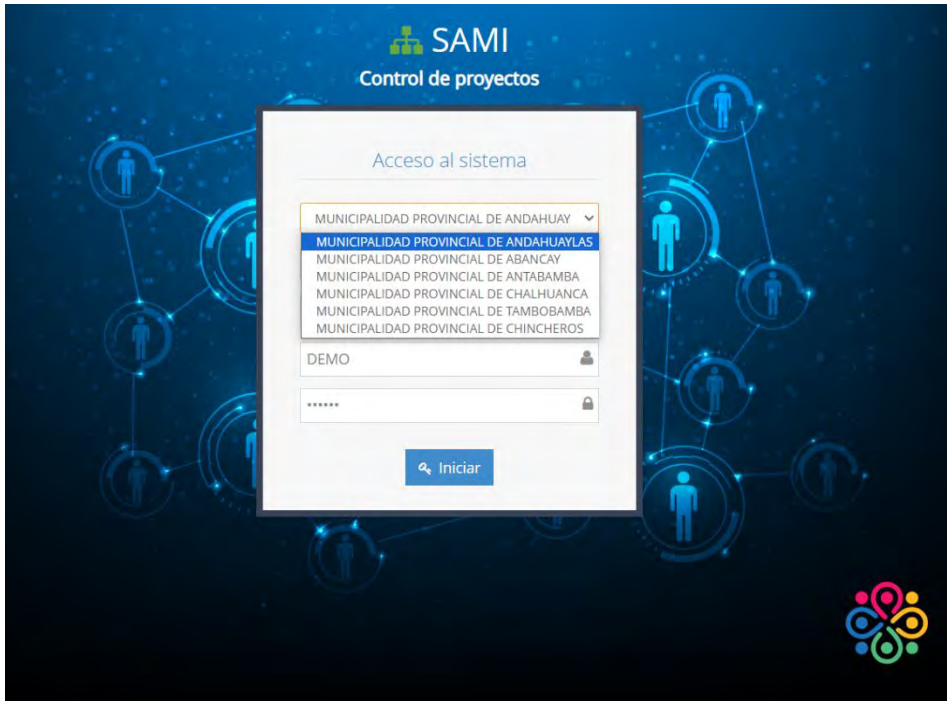 SAMI
Control de proyectos
Acceso al sistema
MUNICIPALIDAD PROVINCIAL DE ANDAHUAY
MUNICIPALIDAD PROVINCIAL DE ANDAHUAYLAS
MUNICIPALIDAD PROVINCIAL DE ABANCAY
MUNICIPALIDAD PROVINCIAL DE ANTABAMBA
MUNICIPALIDAD PROVINCIAL DE CHALHUANCA
MUNICIPALIDAD PROVINCIAL DE TAMBOBAMBA
MUNICIPALIDAD PROVINCIAL DE CHINCHEROS
DEMO
••••••
Iniciar